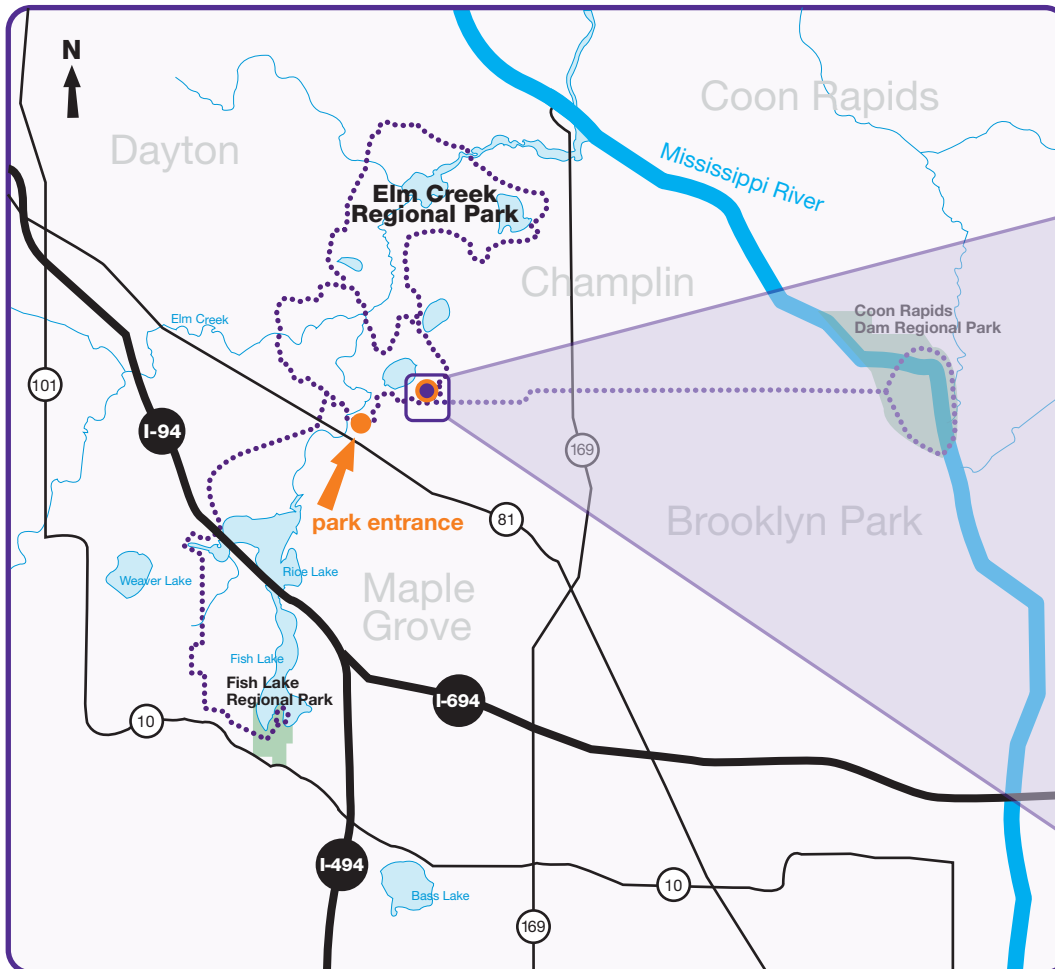 N
Coon Rapids
Dayton
Mississippi River
Elm Creek
Regional Park
Champlin
Coon Rapids
Dam Regional Park
Elm Creek
101
I-94
169
park entrance
81
Brooklyn Park
Weaver Lake
Rice Lake
Maple
Grove
Fish Lake
Fish Lake
Regional Park
I-694
10
I-494
10
Bass Lake
169